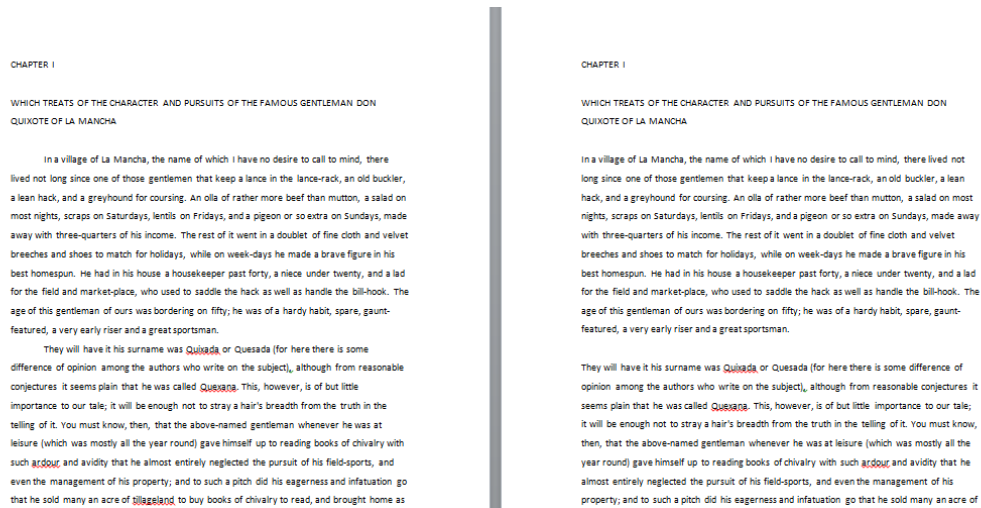 CHAPTER I
WHICH TREATS OF THE CHARACTER AND PURSUITS OF THE FAMOUS GENTLEMAN DON
QUIXOTE OF LA MANCHA
In a village of La Mancha, the name of which I have no desire to call to mind, there
lived not long since one of those gentlemen that keep a lance in the lance-rack, an old buckler,
a lean hack, and a greyhound for coursing. An olla of rather more beef than mutton, a salad on
most nights, scraps on Saturdays, lentils on Fridays, and a pigeon or so extra on Sundays, made
away with three-quarters of his income. The rest of it went in a doublet of fine cloth and velvet
breeches and shoes to match for holidays, while on week-days he made a brave figure in his
best homespun. He had in his house a housekeeper past forty, a niece under twenty, and a lad
for the field and market-place, who used to saddle the hack as well as handle the bill-hook. The
age of this gentleman of ours was bordering on fifty; he was of a hardy habit, spare, gaunt-
featured, a very early riser and a great sportsman.
They will have it his surname was Quixada or Quesada (for here there is some
difference of opinion among the authors who write on the subject), although from reasonable
conjectures it seems plain that he was called Quexana. This, however, is of but little
importance to our tale; it will be enough not to stray a hair's breadth from the truth in the
telling of it. You must know, then, that the above-named gentleman whenever he was at
leisure (which was mostly all the year round) gave himself up to reading books of chivalry with
such ardour and avidity that he almost entirely neglected the pursuit of his field-sports, and
even the management of his property; and to such a pitch did his eagerness and infatuation go
that he sold many an acre of tillageland to buy books of chivalry to read, and brought home as
CHAPTER I
WHICH TREATS OF THE CHARACTER AND PURSUITS OF THE FAMOUS GENTLEMAN DON
QUIXOTE OF LA MANCHA
In a village of La Mancha, the name of which I have no desire to call to mind, there lived not
long since one of those gentlemen that keep a lance in the lance-rack, an old buckler, a lean
hack, and a greyhound for coursing. An olla of rather more beef than mutton, a salad on most
nights, scraps on Saturdays, lentils on Fridays, and a pigeon or so extra on Sundays, made away
with three-quarters of his income. The rest of it went in a doublet of fine cloth and velvet
breeches and shoes to match for holidays, while on week-days he made a brave figure in his
best homespun. He had in his house a housekeeper past forty, a niece under twenty, and a lad
for the field and market-place, who used to saddle the hack as well as handle the bill-hook. The
age of this gentleman of ours was bordering on fifty; he was of a hardy habit, spare, gaunt-
featured, a very early riser and a great sportsman.
They will have it his surname was Quixada or Quesada (for here there is some difference of
opinion among the authors who write on the subject), although from reasonable conjectures it
seems plain that he was called Quexana. This, however, is of but little importance to our tale;
it will be enough not to stray a hair's breadth from the truth in the telling of it. You must know,
then, that the above-named gentleman whenever he was at leisure (which was mostly all the
year round) gave himself up to reading books of chivalry with such ardour and avidity that he
almost entirely neglected the pursuit of his field-sports, and even the management of his
property; and to such a pitch did his eagerness and infatuation go that he sold many an acre of